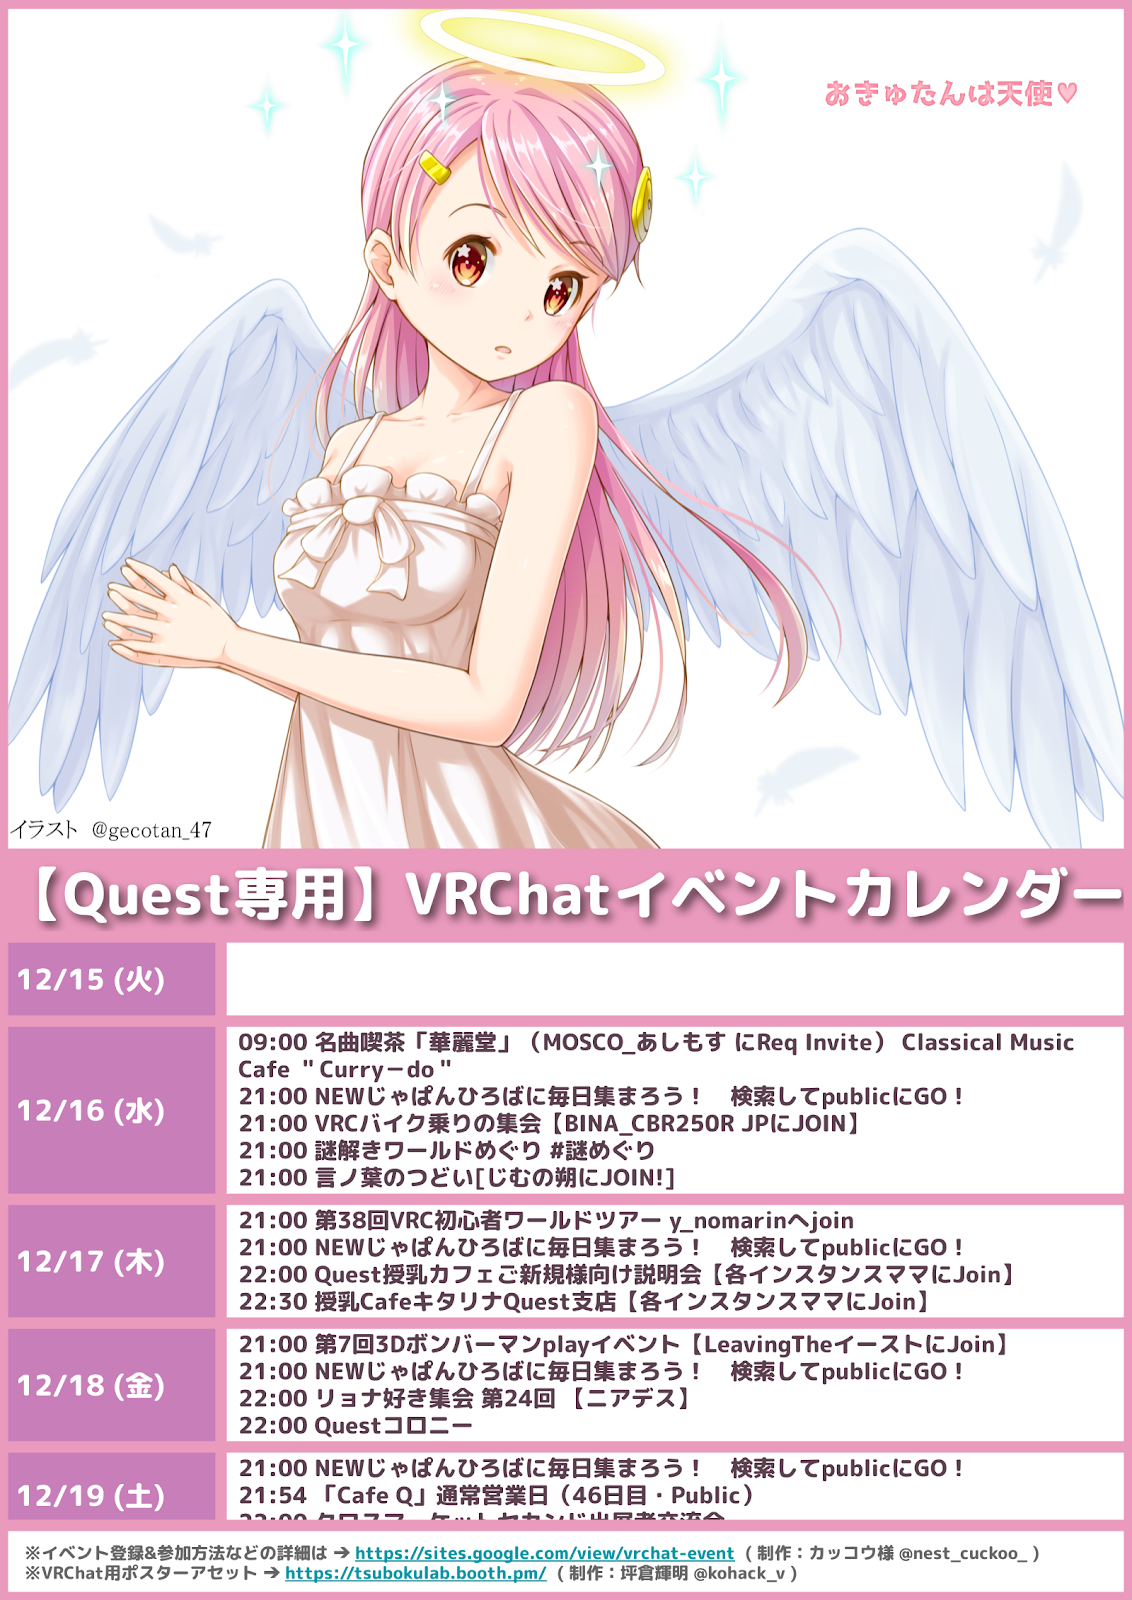 おきゅたんは天使♥
イラスト @gecotan_47
【Quest専用】VRChatイベントカレンダー
12/15 (火)
12/16 (水)
09:00 名曲喫茶「華麗堂」（MOSCO_あしもす にReq Invite） Classical Music
Cafe ＂Curry－do＂
21:00 NEWじゃぱんひろばに毎日集まろう！　検索してpublicにGO！
21:00 VRCバイク乗りの集会【BINA_CBR250R JPにJOIN】
21:00 謎解きワールドめぐり #謎めぐり
21:00 言ノ葉のつどい[じむの朔にJOIN!]
12/17 (木)
21:00 第38回VRC初心者ワールドツアー y_nomarinへjoin
21:00 NEWじゃぱんひろばに毎日集まろう！　検索してpublicにGO！
22:00 Quest授乳カフェご新規様向け説明会【各インスタンスママにJoin】
22:30 授乳CafeキタリナQuest支店【各インスタンスママにJoin】
12/18 (金)
21:00 第7回3Dボンバーマンplayイベント【LeavingTheイーストにJoin】
21:00 NEWじゃぱんひろばに毎日集まろう！　検索してpublicにGO！
22:00 リョナ好き集会 第24回 【ニアデス】
22:00 Questコロニー
12/19 (土)
21:00 NEWじゃぱんひろばに毎日集まろう！　検索してpublicにGO！
21:54 「Cafe Q」通常営業日（46日目・Public）
22:00 クロスマーケットセカンド出展者交流会
※イベント登録&参加方法などの詳細は ➔ https://sites.google.com/view/vrchat-event ( 制作：カッコウ様 @nest_cuckoo_ )
※VRChat用ポスターアセット ➔ https://tsubokulab.booth.pm/ ( 制作：坪倉輝明 @kohack_v )